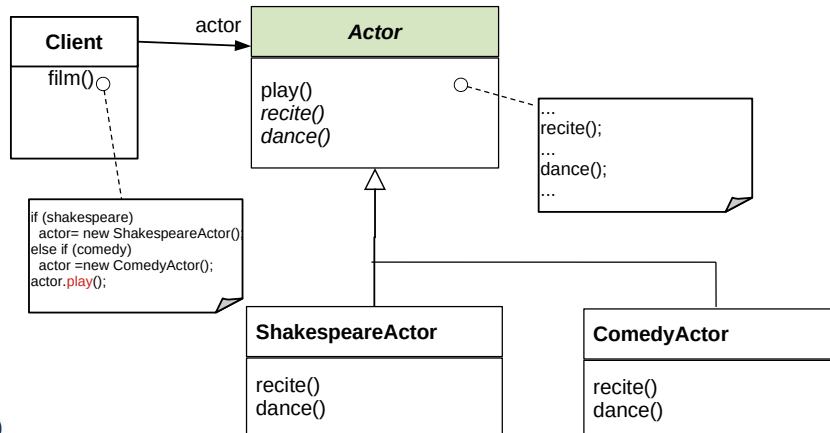 Client
film()
actor
Actor
play()
recite()
dance()
...
recite();
...
dance();
...
if (shakespeare)
actor= new ShakespeareActor();
else if (comedy)
actor =new ComedyActor();
actor.play();
ShakespeareActor
recite()
dance()
ComedyActor
recite()
dance()